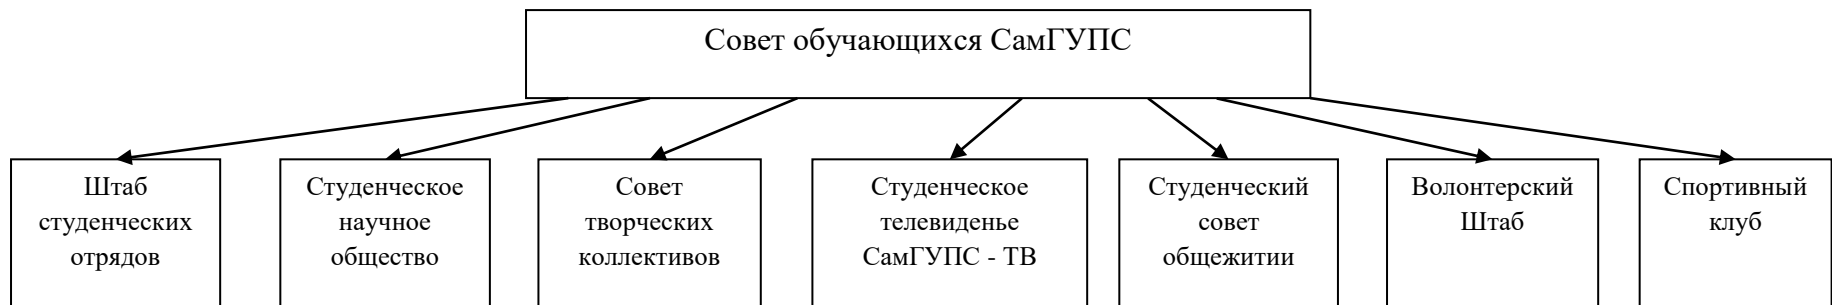 Совет обучающихся СамГУПС
Штаб
студенческих
отрядов
Студенческое
научное
общество
Совет
творческих
коллективов
Студенческое
телевиденье
СамГУПС - ТВ
Студенческий
совет
общежитии
Волонтерский
Штаб
Спортивный
клуб